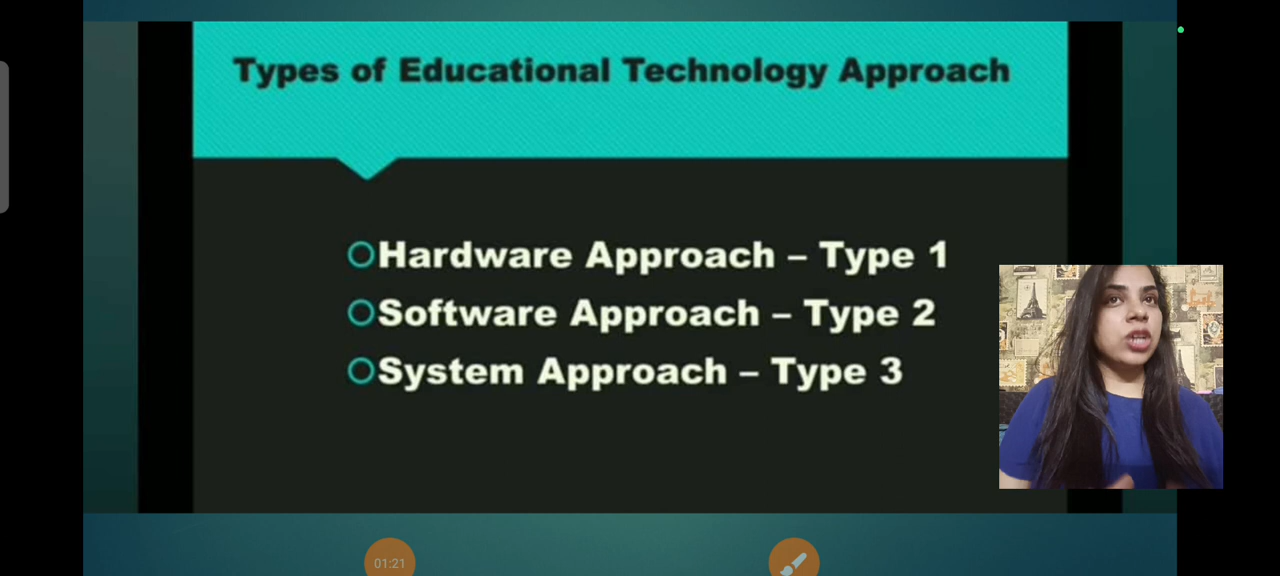 Types of Educational Technology Approach
Hardware Approach – Type 1
Software Approach – Type 2
System Approach – Type 3
01:21